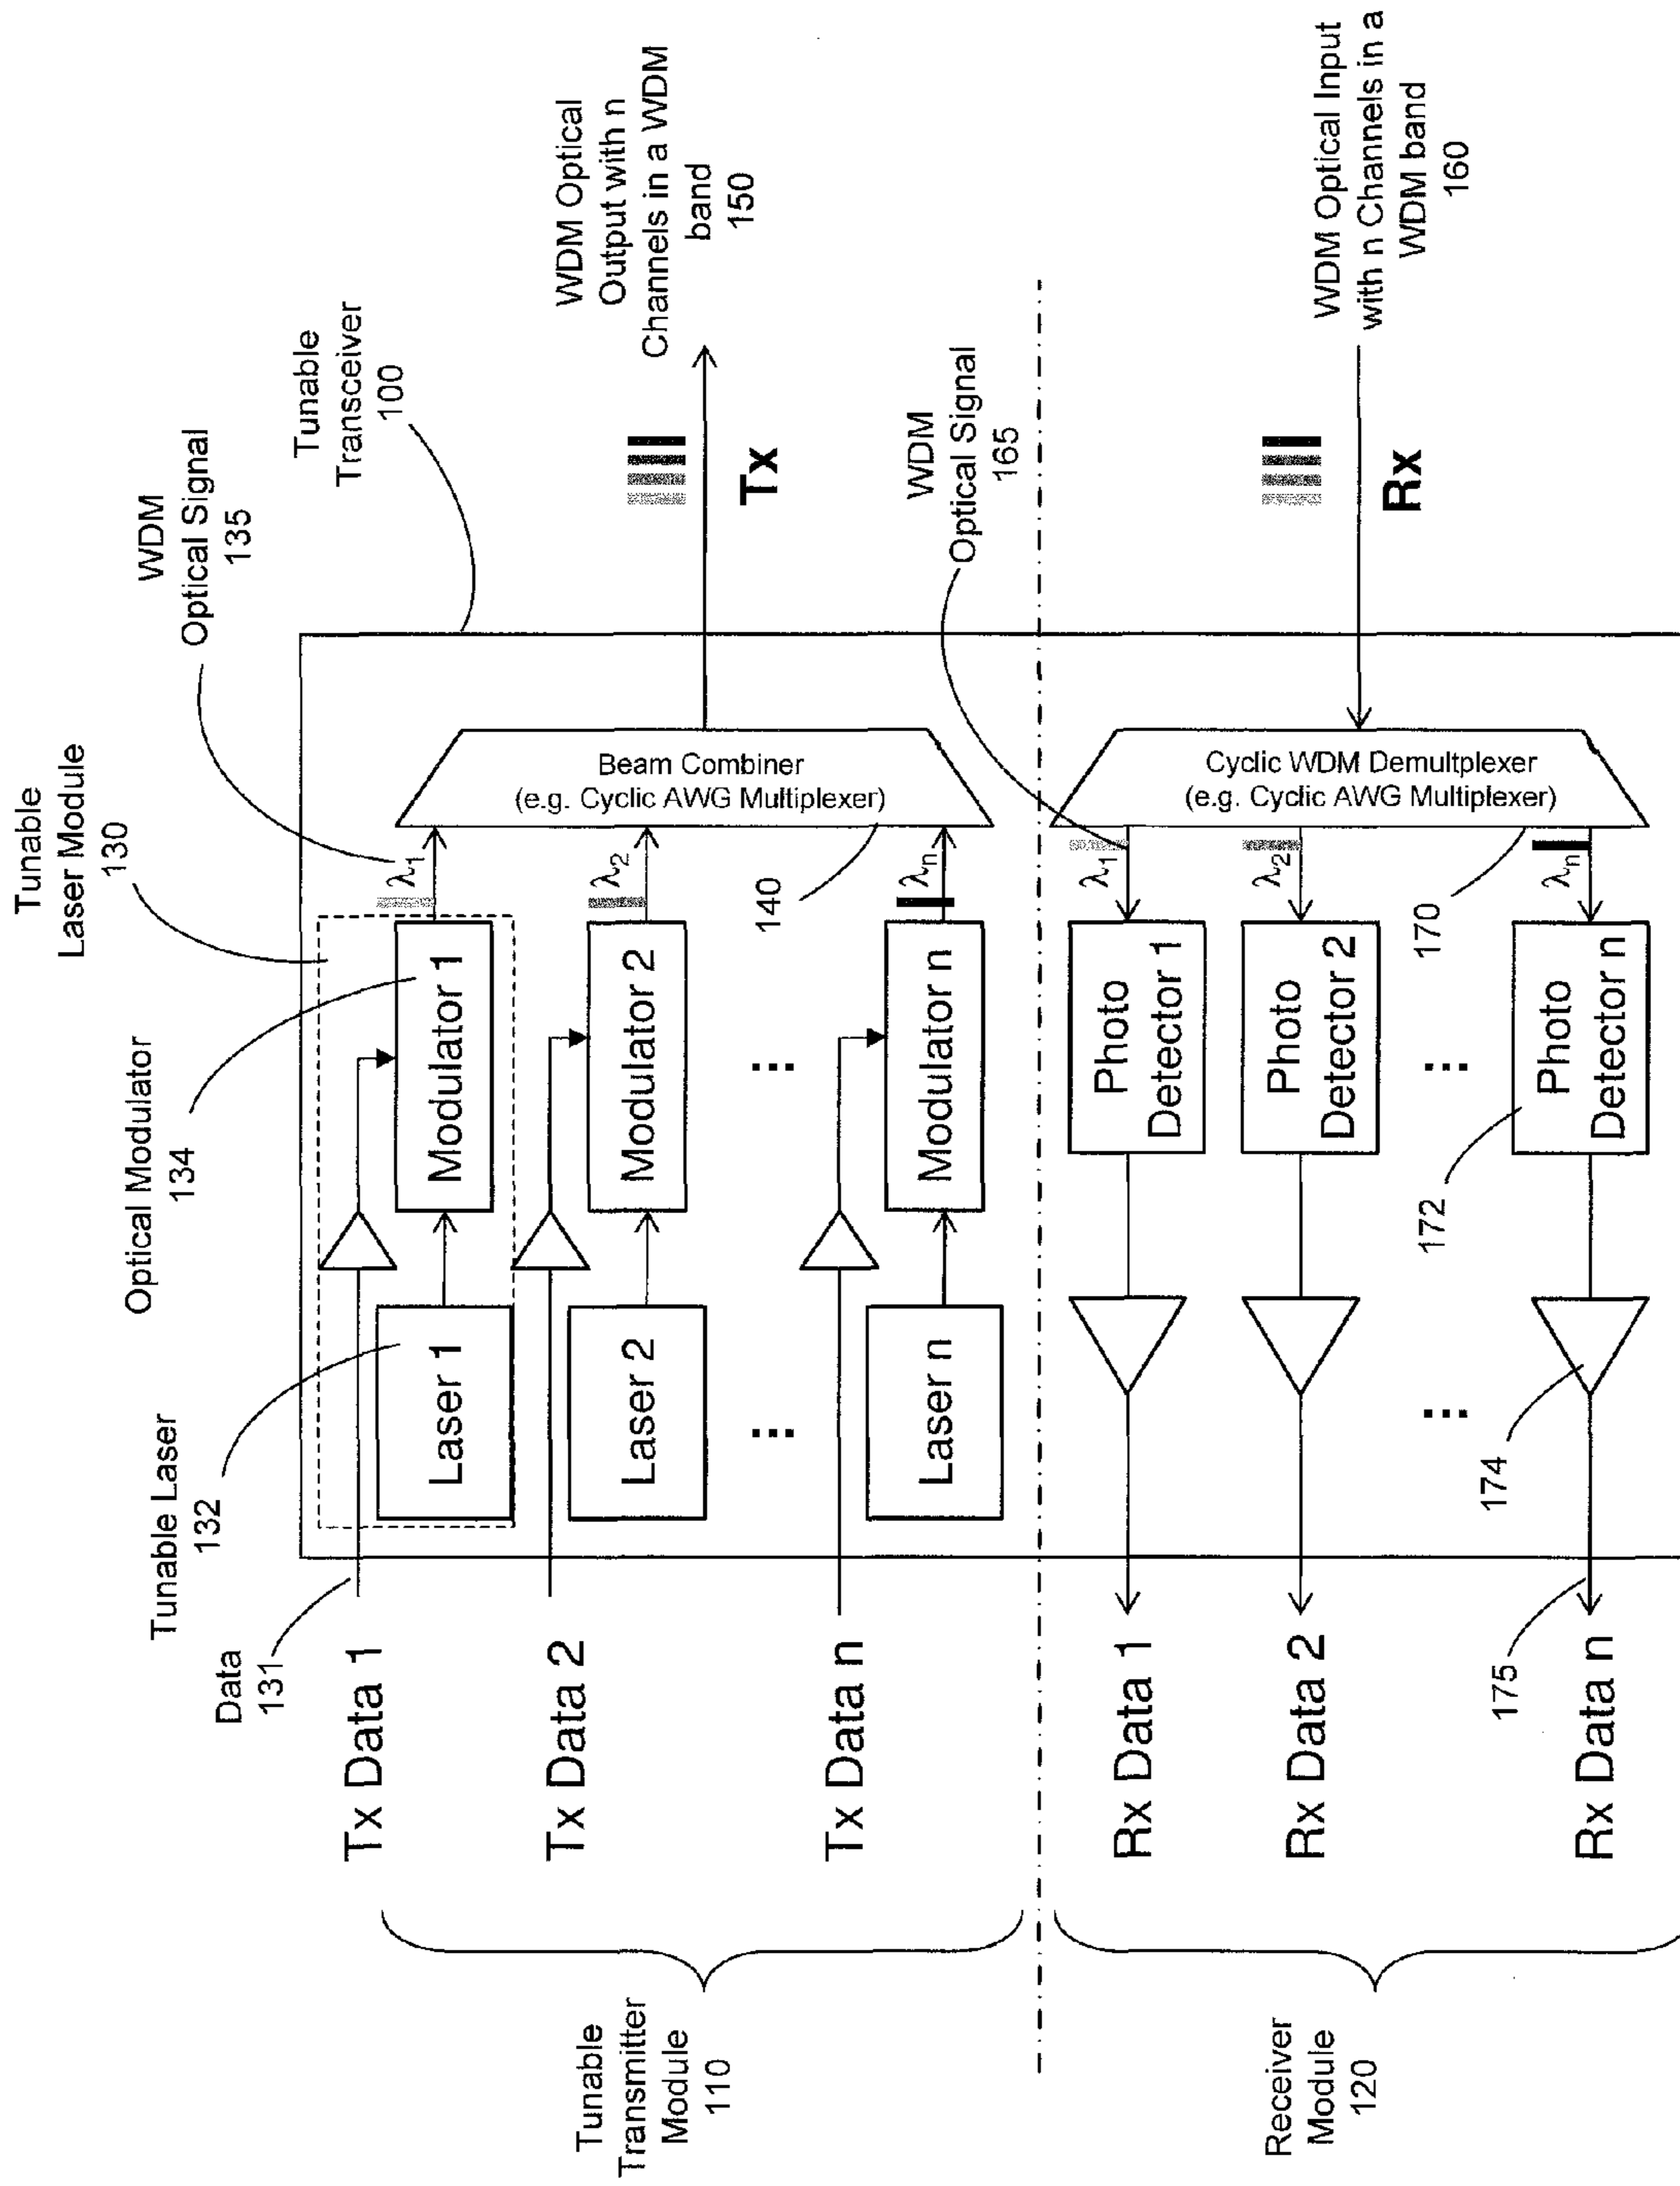 Tunable
Laser Module
130
WDM
Optical Signal
135
Tunable
Transceiver
100
Optical Modulator
134
Tunable Laser
132
Data
131
Tx Data 1
Laser 1
Modulator 1
λ1
Tx Data 2
Laser 2
Modulator 2
λ2
...
...
Tx Data n
Laser n
Modulator n
λn
Beam Combiner
(e.g. Cyclic AWG Multiplexer)
140
Tx
WDM Optical
Output with n
Channels in a WDM
band
150
Tunable
Transmitter
Module
110
WDM
Optical Signal
165
Rx Data 1
Photo
Detector 1
λ1
Rx Data 2
Photo
Detector 2
λ2
...
...
Rx Data n
175
174
172
Photo
Detector n
λn
170
Cyclic WDM Demultplexer
(e.g. Cyclic AWG Multiplexer)
Rx
WDM Optical Input
with n Channels in a
WDM band
160
Receiver
Module
120